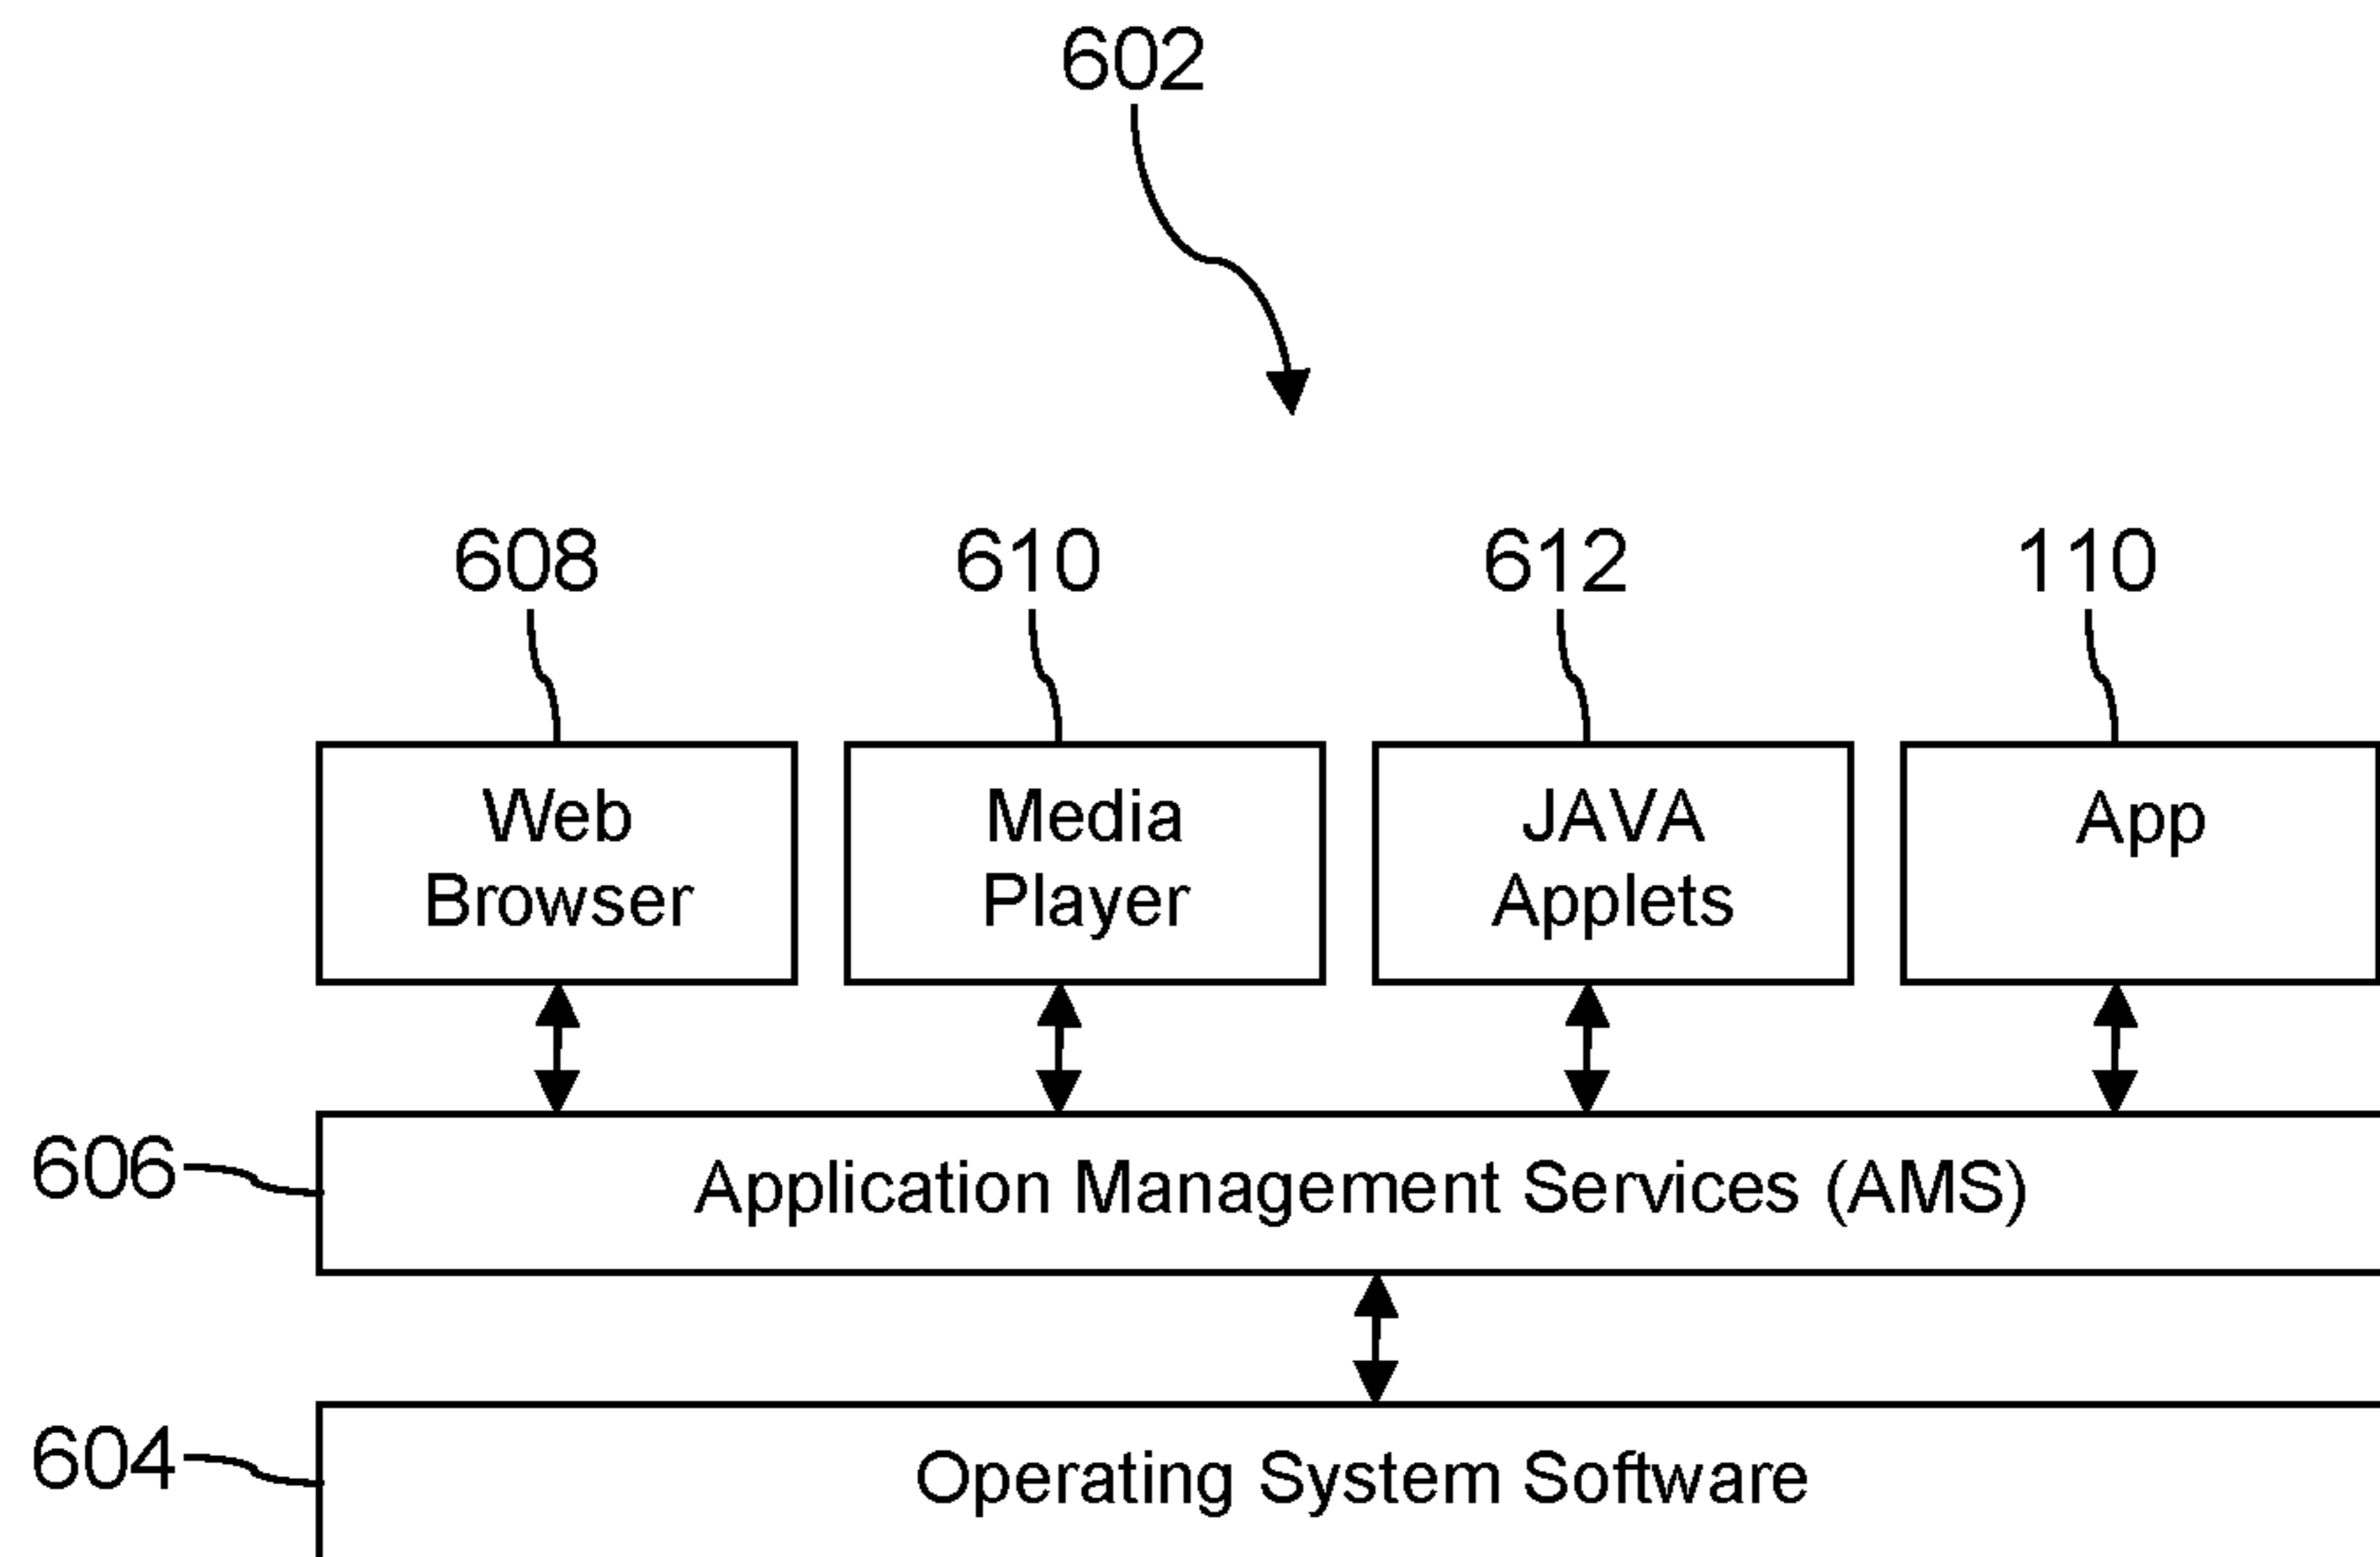 602
608
610
612
110
Web
Browser
Media
Player
JAVA
Applets
App
606
Application Management Services (AMS)
604
Operating System Software